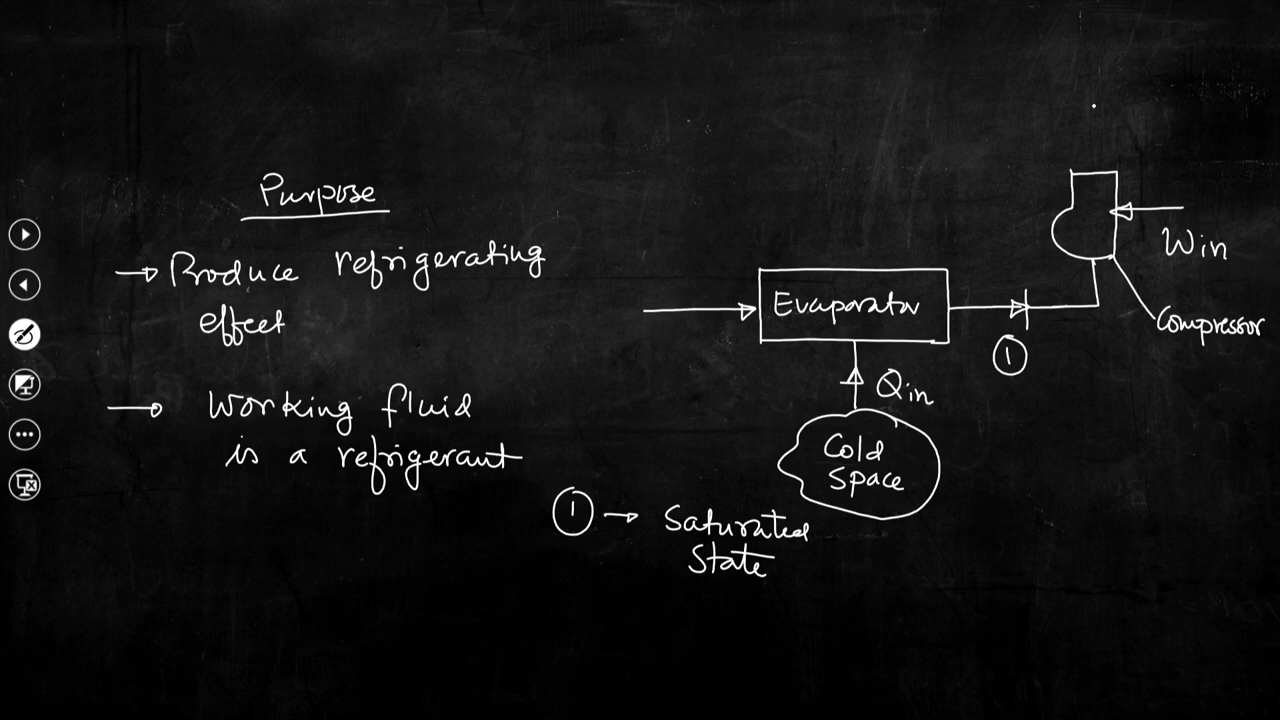 Purpose
→ Produce refrigerating
effect
→ Working fluid
is a refrigerant
Evaporator
Win
Compressor
①
Qin
Cold
Space
① → Saturated
State